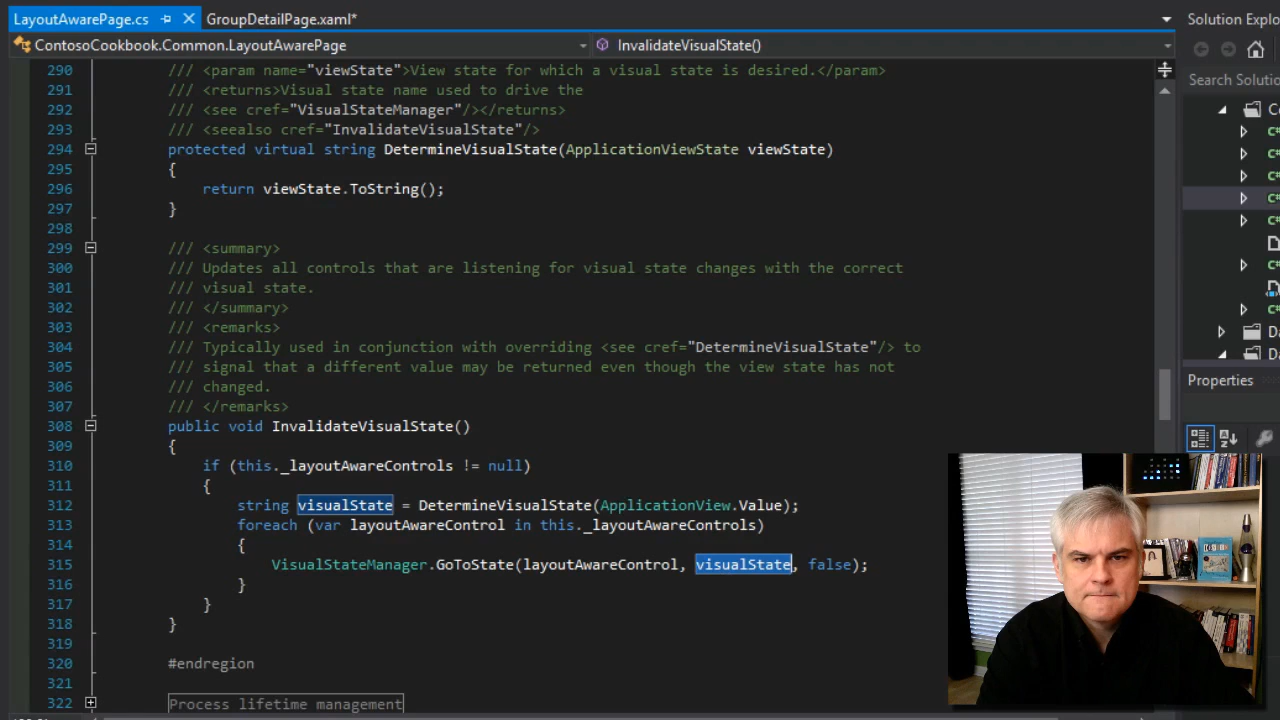 LayoutAwarePage.cs
GroupDetailPage.xaml*
Solution Explo
ContosoCookbook.Common.LayoutAwarePage
InvalidateVisualState()
Search Solutio
290 /// <param name="viewState">View state for which a visual state is desired.</param>
291 /// <returns>Visual state name used to drive the
292 /// <see cref="VisualStateManager"/></returns>
293 /// <seealso cref="InvalidateVisualState"/>
294 protected virtual string DetermineVisualState(ApplicationViewState viewState)
295 {
296 return viewState.ToString();
297 }
298
299 /// <summary>
300 /// Updates all controls that are listening for visual state changes with the correct
301 /// visual state.
302 /// </summary>
303 /// <remarks>
304 /// Typically used in conjunction with overriding <see cref="DetermineVisualState"/> to
305 /// signal that a different value may be returned even though the view state has not
306 /// changed.
307 /// </remarks>
308 public void InvalidateVisualState()
309 {
310 if (this._layoutAwareControls != null)
311 {
312 string visualState = DetermineVisualState(ApplicationView.Value);
313 foreach (var layoutAwareControl in this._layoutAwareControls)
314 {
315 VisualStateManager.GoToState(layoutAwareControl, visualState, false);
316 }
317 }
318 }
319
320 #endregion
321
322 Process lifetime management
Co
C#
C#
C#
C#
C#
C#
C#
Da
Da
Properties